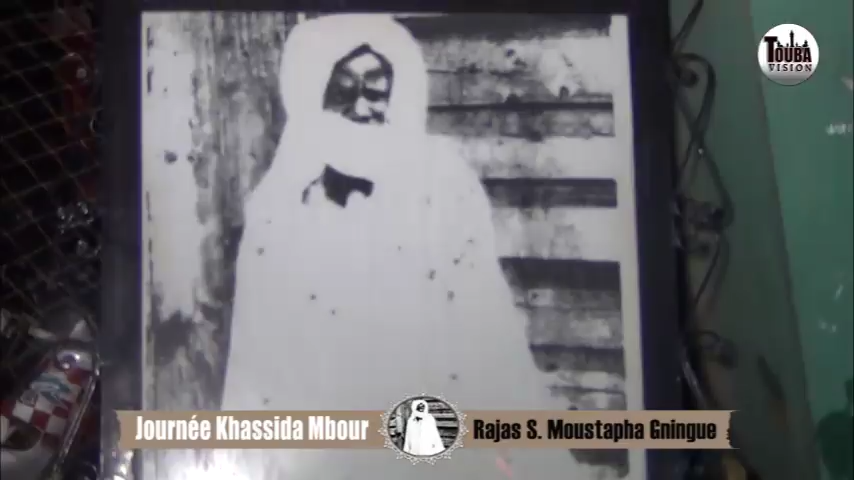 TOUBA
VISION
Journée Khassida Mbour
Rajas S. Moustapha Gningue